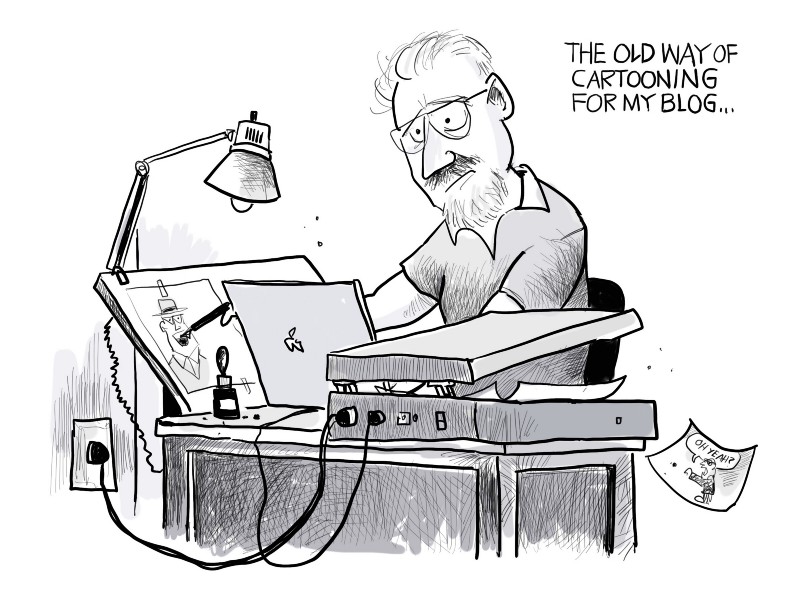 THE OLD WAY OF
CARTOONING
FOR MY BLOG...
OH YEAH?